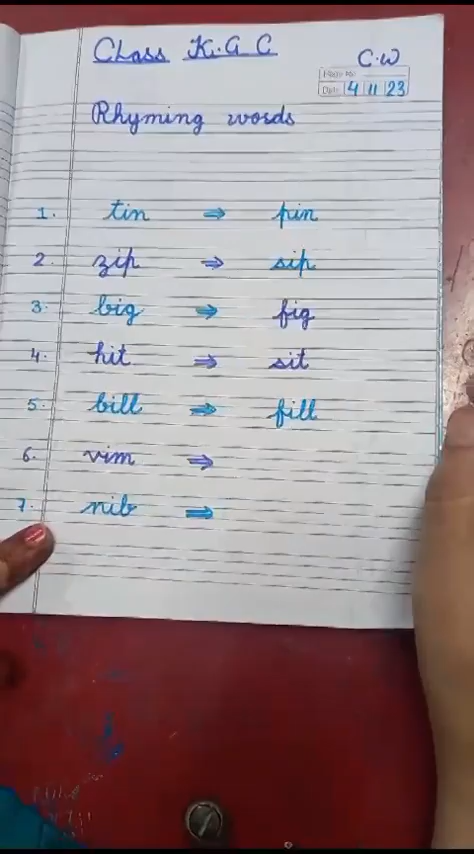 Class K.G C
C.W
Page No.
Date 4 11 23
Rhyming words
1. tin ⇒ pin
2. zip ⇒ sip
3. big ⇒ fig
4. hit ⇒ sit
5. bill ⇒ fill
6. vim ⇒
7. nib ⇒